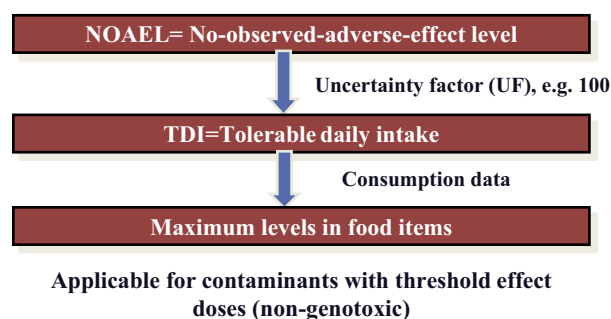 NOAEL= No-observed-adverse-effect level
Uncertainty factor (UF), e.g. 100
TDI=Tolerable daily intake
Consumption data
Maximum levels in food items
Applicable for contaminants with threshold effect
doses (non-genotoxic)